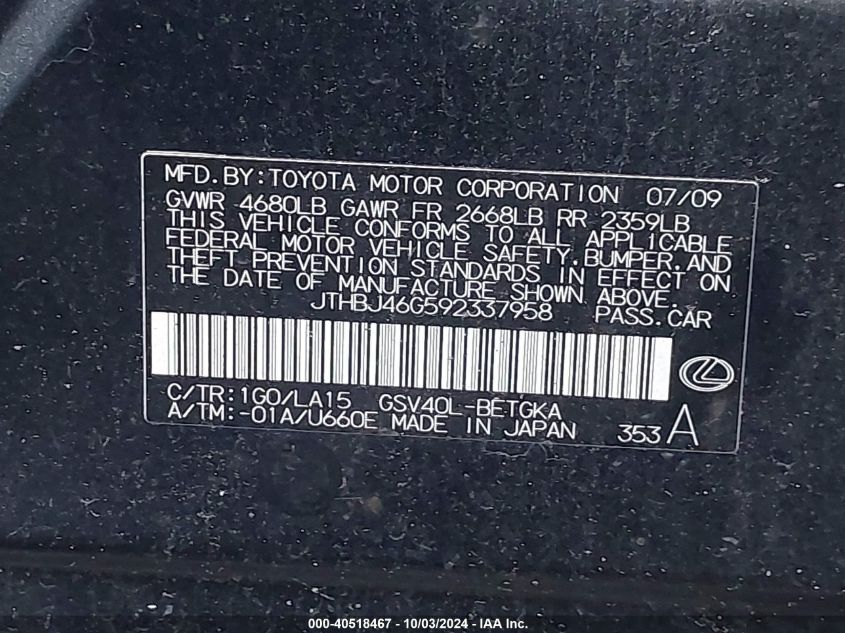 MFD.BY:TOYOTA MOTOR CORPORATION 07/09
GVWR 4680LB GAWR FR 2668LB RR 2359LB
THIS VEHICLE CONFORMS TO ALL APPLICABLE
FEDERAL MOTOR VEHICLE SAFETY,BUMPER,AND
THEFT PREVENTION STANDARDS IN EFFECT ON
THE DATE OF MANUFACTURE SHOWN ABOVE.
JTHBJ46G592337958 PASS.CAR
C/TR:1G0/LA15 GSV40L-BETGKA
A/TM:-01A/U660E MADE IN JAPAN 353 A
000-40518467 - 10/03/2024 - IAA Inc.